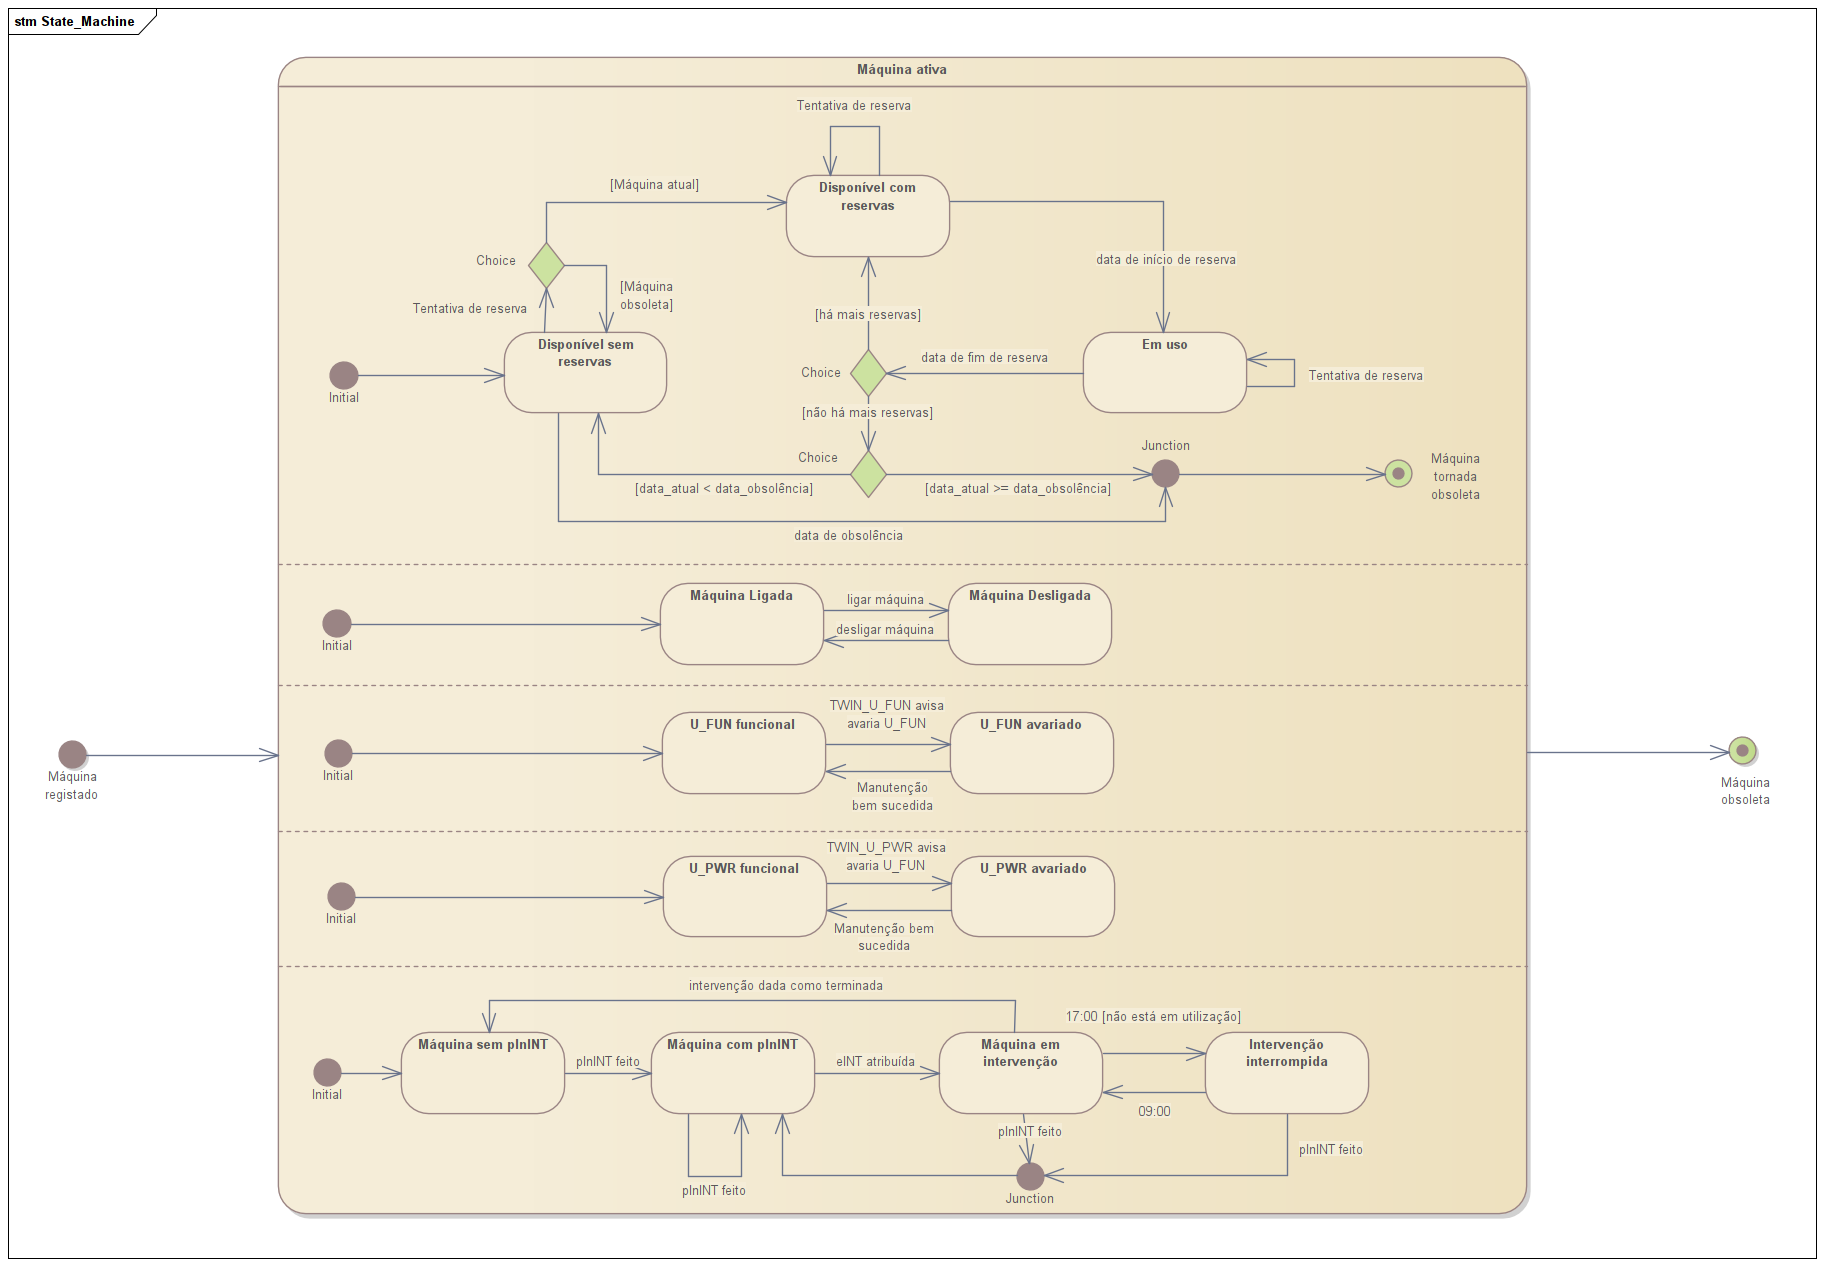 stm State_Machine
Máquina ativa
Tentativa de reserva
[Máquina atual]
Disponível com
reservas
Choice
[Máquina
obsoleta]
Tentativa de reserva
data de início de reserva
[há mais reservas]
Disponível sem
reservas
Em uso
data de fim de reserva
Choice
Tentativa de reserva
Initial
[não há mais reservas]
Junction
Choice
Máquina
tornada
obsoleta
[data_atual < data_obsolência]
[data_atual >= data_obsolência]
data de obsolência
Máquina Ligada
ligar máquina
Máquina Desligada
desligar máquina
Initial
TWIN_U_FUN avisa
avaria U_FUN
U_FUN funcional
U_FUN avariado
Initial
Manutenção
bem sucedida
Máquina
registado
Máquina
obsoleta
TWIN_U_PWR avisa
avaria U_FUN
U_PWR funcional
U_PWR avariado
Initial
Manutenção bem
sucedida
intervenção dada como terminada
17:00 [não está em utilização]
Máquina sem plnINT
plnINT feito
Máquina com plnINT
eINT atribuída
Máquina em
intervenção
Intervenção
interrompida
Initial
09:00
plnINT feito
plnINT feito
plnINT feito
Junction